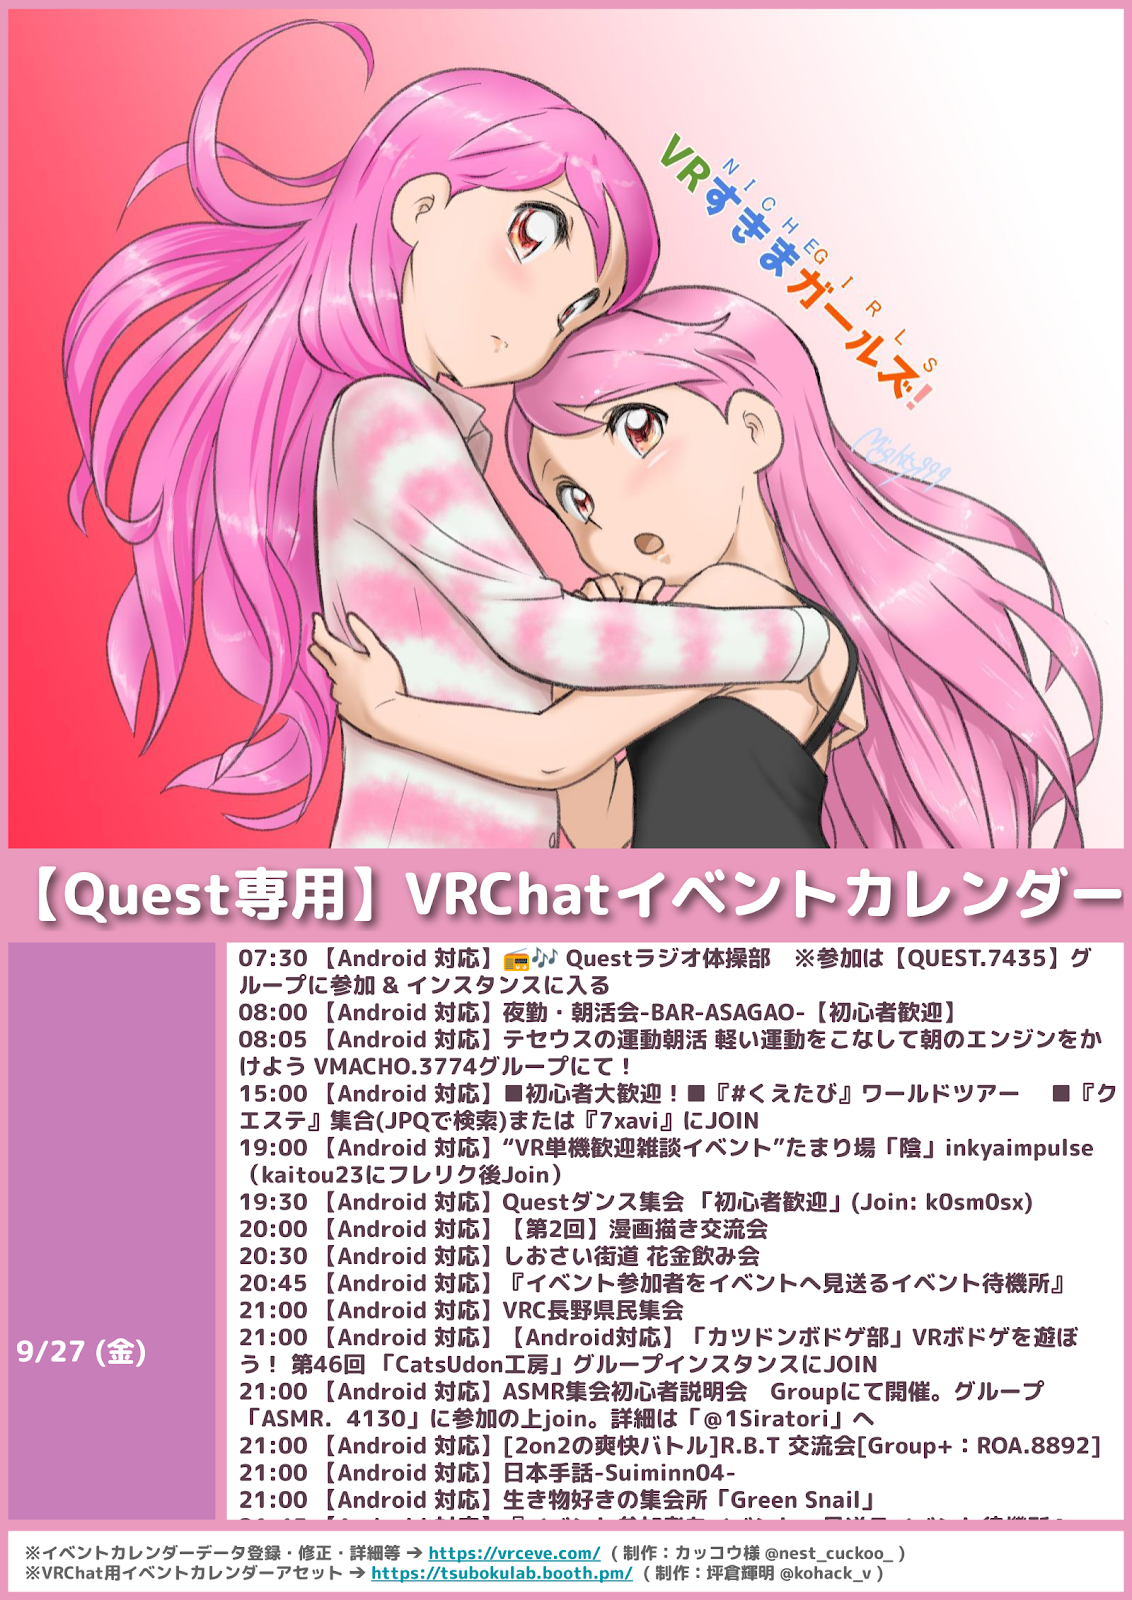 VRすきまガールズ!
NICHEGIRLS
Mighty999
【Quest専用】VRChatイベントカレンダー
9/27 (金)
07:30 【Android 対応】📻🎶 Questラジオ体操部　※参加は【QUEST.7435】グ
ループに参加 & インスタンスに入る
08:00 【Android 対応】夜勤・朝活会-BAR-ASAGAO-【初心者歓迎】
08:05 【Android 対応】テセウスの運動朝活 軽い運動をこなして朝のエンジンをか
けよう VMACHO.3774グループにて！
15:00 【Android 対応】■初心者大歓迎！■『#くえたび』ワールドツアー　■『ク
エステ』集合(JPQで検索)または『7xavi』にJOIN
19:00 【Android 対応】“VR単機歓迎雑談イベント”たまり場「陰」inkyaimpulse
（kaitou23にフレリク後Join）
19:30 【Android 対応】Questダンス集会 「初心者歓迎」(Join: k0sm0sx)
20:00 【Android 対応】【第2回】漫画描き交流会
20:30 【Android 対応】しおさい街道 花金飲み会
20:45 【Android 対応】『イベント参加者をイベントへ見送るイベント待機所』
21:00 【Android 対応】VRC長野県民集会
21:00 【Android 対応】【Android対応】「カツドンボドゲ部」VRボドゲを遊ぼ
う！ 第46回 「CatsUdon工房」グループインスタンスにJOIN
21:00 【Android 対応】ASMR集会初心者説明会　Groupにて開催。グループ
「ASMR．4130」に参加の上join。詳細は「@1Siratori」へ
21:00 【Android 対応】[2on2の爽快バトル]R.B.T 交流会[Group+：ROA.8892]
21:00 【Android 対応】日本手話-Suiminn04-
21:00 【Android 対応】生き物好きの集会所「Green Snail」
※イベントカレンダーデータ登録・修正・詳細等 ➔ https://vrceve.com/ （ 制作：カッコウ様 @nest_cuckoo_ ）
※VRChat用イベントカレンダーアセット ➔ https://tsubokulab.booth.pm/ （ 制作：坪倉輝明 @kohack_v ）